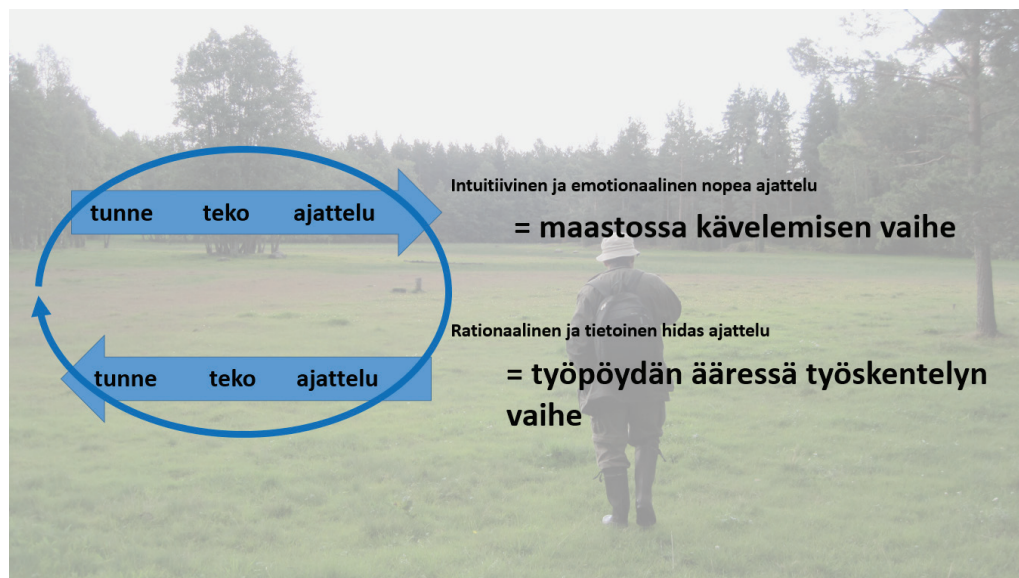 Intuitiivinen ja emotionaalinen nopea ajattelu
tunne teko ajattelu
= maastossa kävelemisen vaihe
Rationaalinen ja tietoinen hidas ajattelu
tunne teko ajattelu
= työpöydän ääressä työskentelyn
vaihe